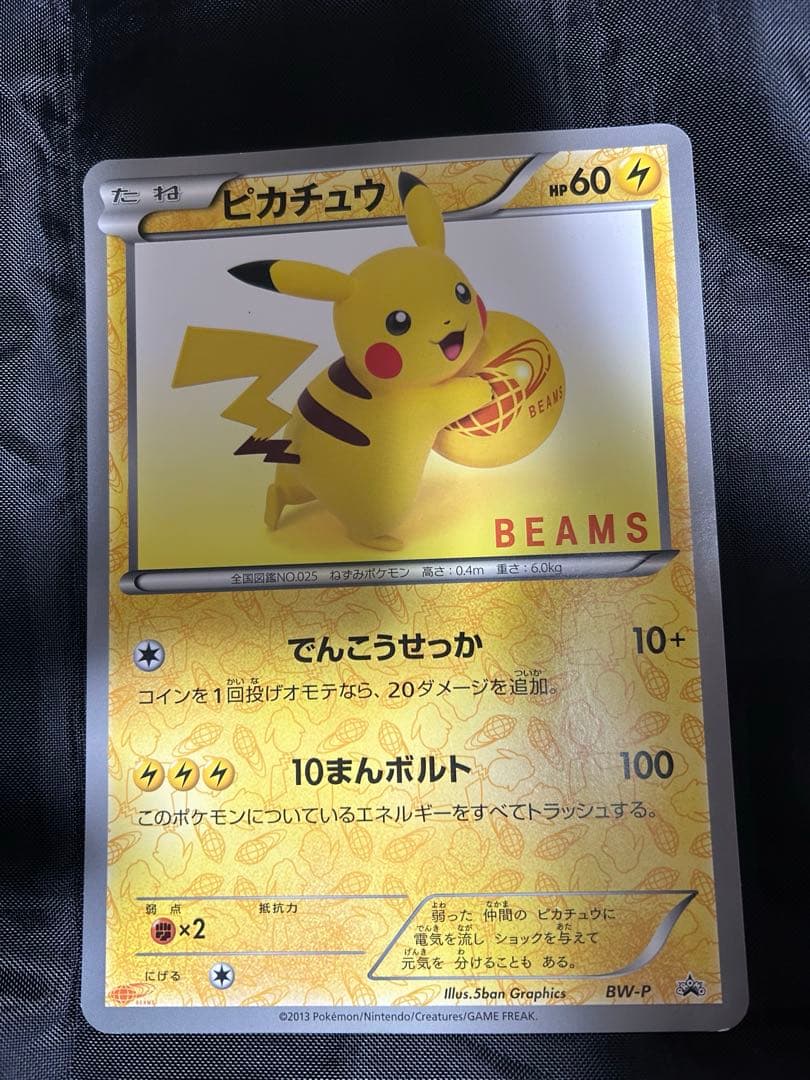 たね ピカチュウ HP60
BEAMS
BEAMS
全国図鑑NO.025 ねずみポケモン 高さ:0.4m 重さ:6.0kg
でんこうせっか 10+
コインを1回投げオモテなら、20ダメージを追加。
10まんボルト 100
このポケモンについているエネルギーをすべてトラッシュする。
弱点 抵抗力
×2
にげる
弱った 仲間の ピカチュウに
電気を流し ショックを与えて
元気を 分けることも ある。
BEAMS
Illus.5ban Graphics BW-P
©2013 Pokémon/Nintendo/Creatures/GAME FREAK.